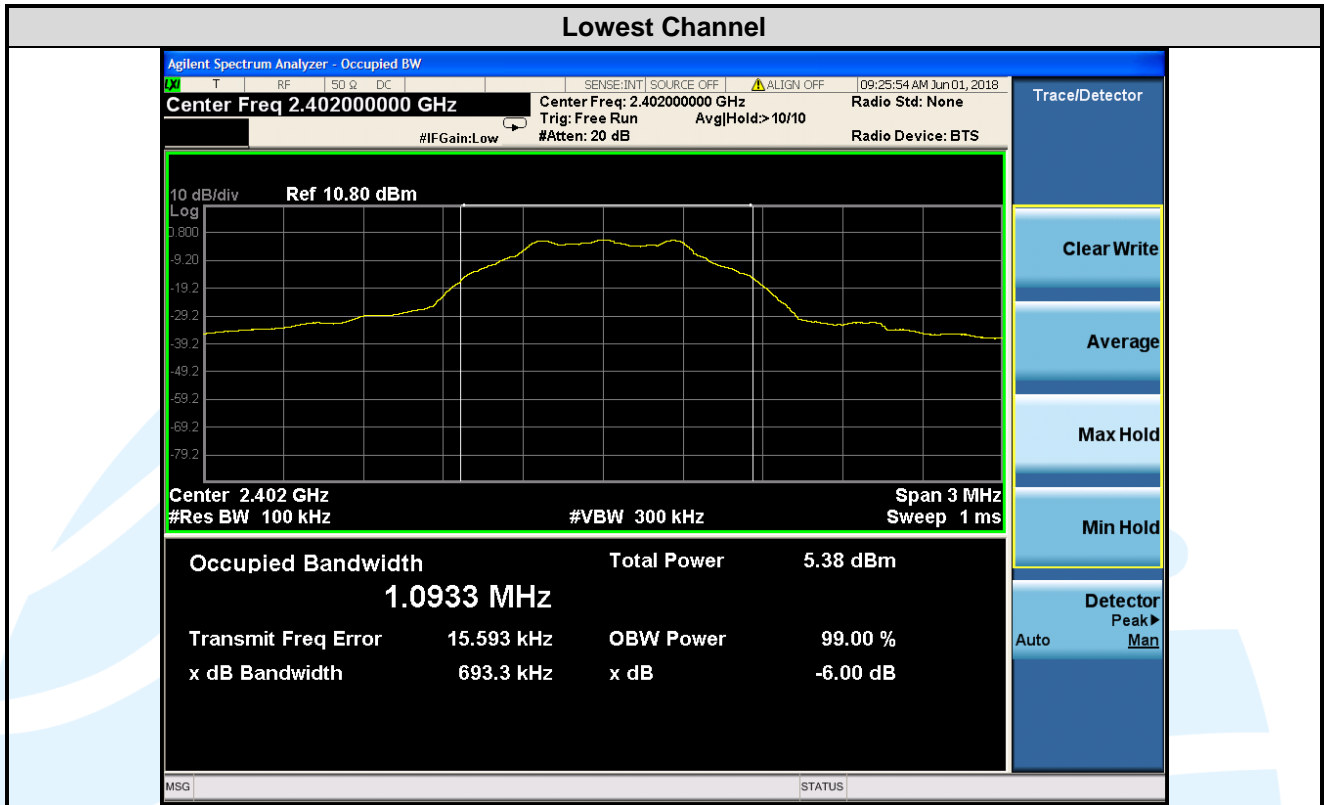 Lowest Channel
Agilent Spectrum Analyzer - Occupied BW
LXI T RF 50 Ω DC SENSE:INT SOURCE OFF ALIGN OFF 09:25:54 AM Jun 01, 2018
Center Freq 2.402000000 GHz
Center Freq: 2.402000000 GHz
Radio Std: None
Trig: Free Run Avg|Hold:> 10/10
#IFGain:Low
#Atten: 20 dB
Radio Device: BTS
10 dB/div Ref 10.80 dBm
Log
0.800
-9.20
-19.2
-29.2
-39.2
-49.2
-59.2
-69.2
-79.2
Center 2.402 GHz Span 3 MHz
#Res BW 100 kHz #VBW 300 kHz Sweep 1 ms
Occupied Bandwidth Total Power 5.38 dBm
1.0933 MHz
Transmit Freq Error 15.593 kHz OBW Power 99.00 %
x dB Bandwidth 693.3 kHz x dB -6.00 dB
MSG STATUS
Trace/Detector
Clear Write
Average
Max Hold
Min Hold
Detector
Peak▶
Auto Man